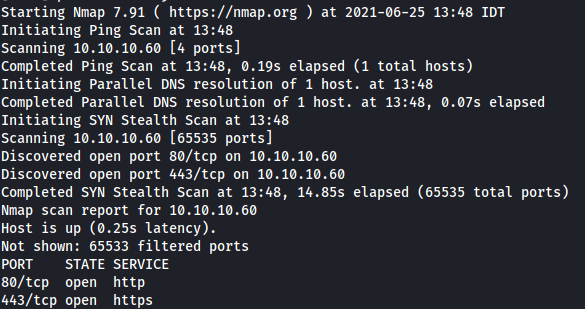 Starting Nmap 7.91 ( https://nmap.org ) at 2021-06-25 13:48 IDT
Initiating Ping Scan at 13:48
Scanning 10.10.10.60 [4 ports]
Completed Ping Scan at 13:48, 0.19s elapsed (1 total hosts)
Initiating Parallel DNS resolution of 1 host. at 13:48
Completed Parallel DNS resolution of 1 host. at 13:48, 0.07s elapsed
Initiating SYN Stealth Scan at 13:48
Scanning 10.10.10.60 [65535 ports]
Discovered open port 80/tcp on 10.10.10.60
Discovered open port 443/tcp on 10.10.10.60
Completed SYN Stealth Scan at 13:48, 14.85s elapsed (65535 total ports)
Nmap scan report for 10.10.10.60
Host is up (0.25s latency).
Not shown: 65533 filtered ports
PORT    STATE SERVICE
80/tcp  open  http
443/tcp open  https